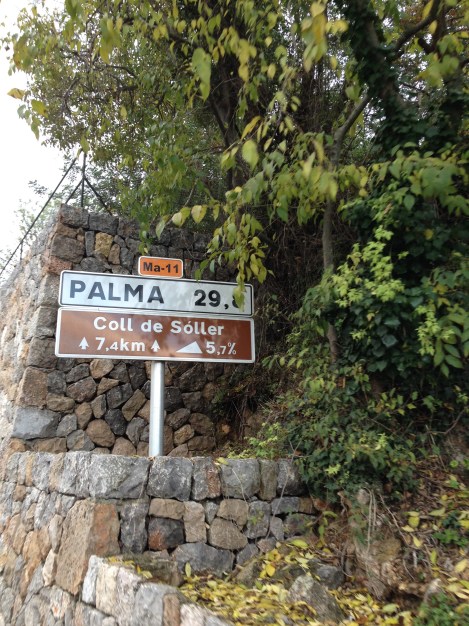 Ma-11
PALMA 29,
Coll de Sóller
7,4km 5,7%